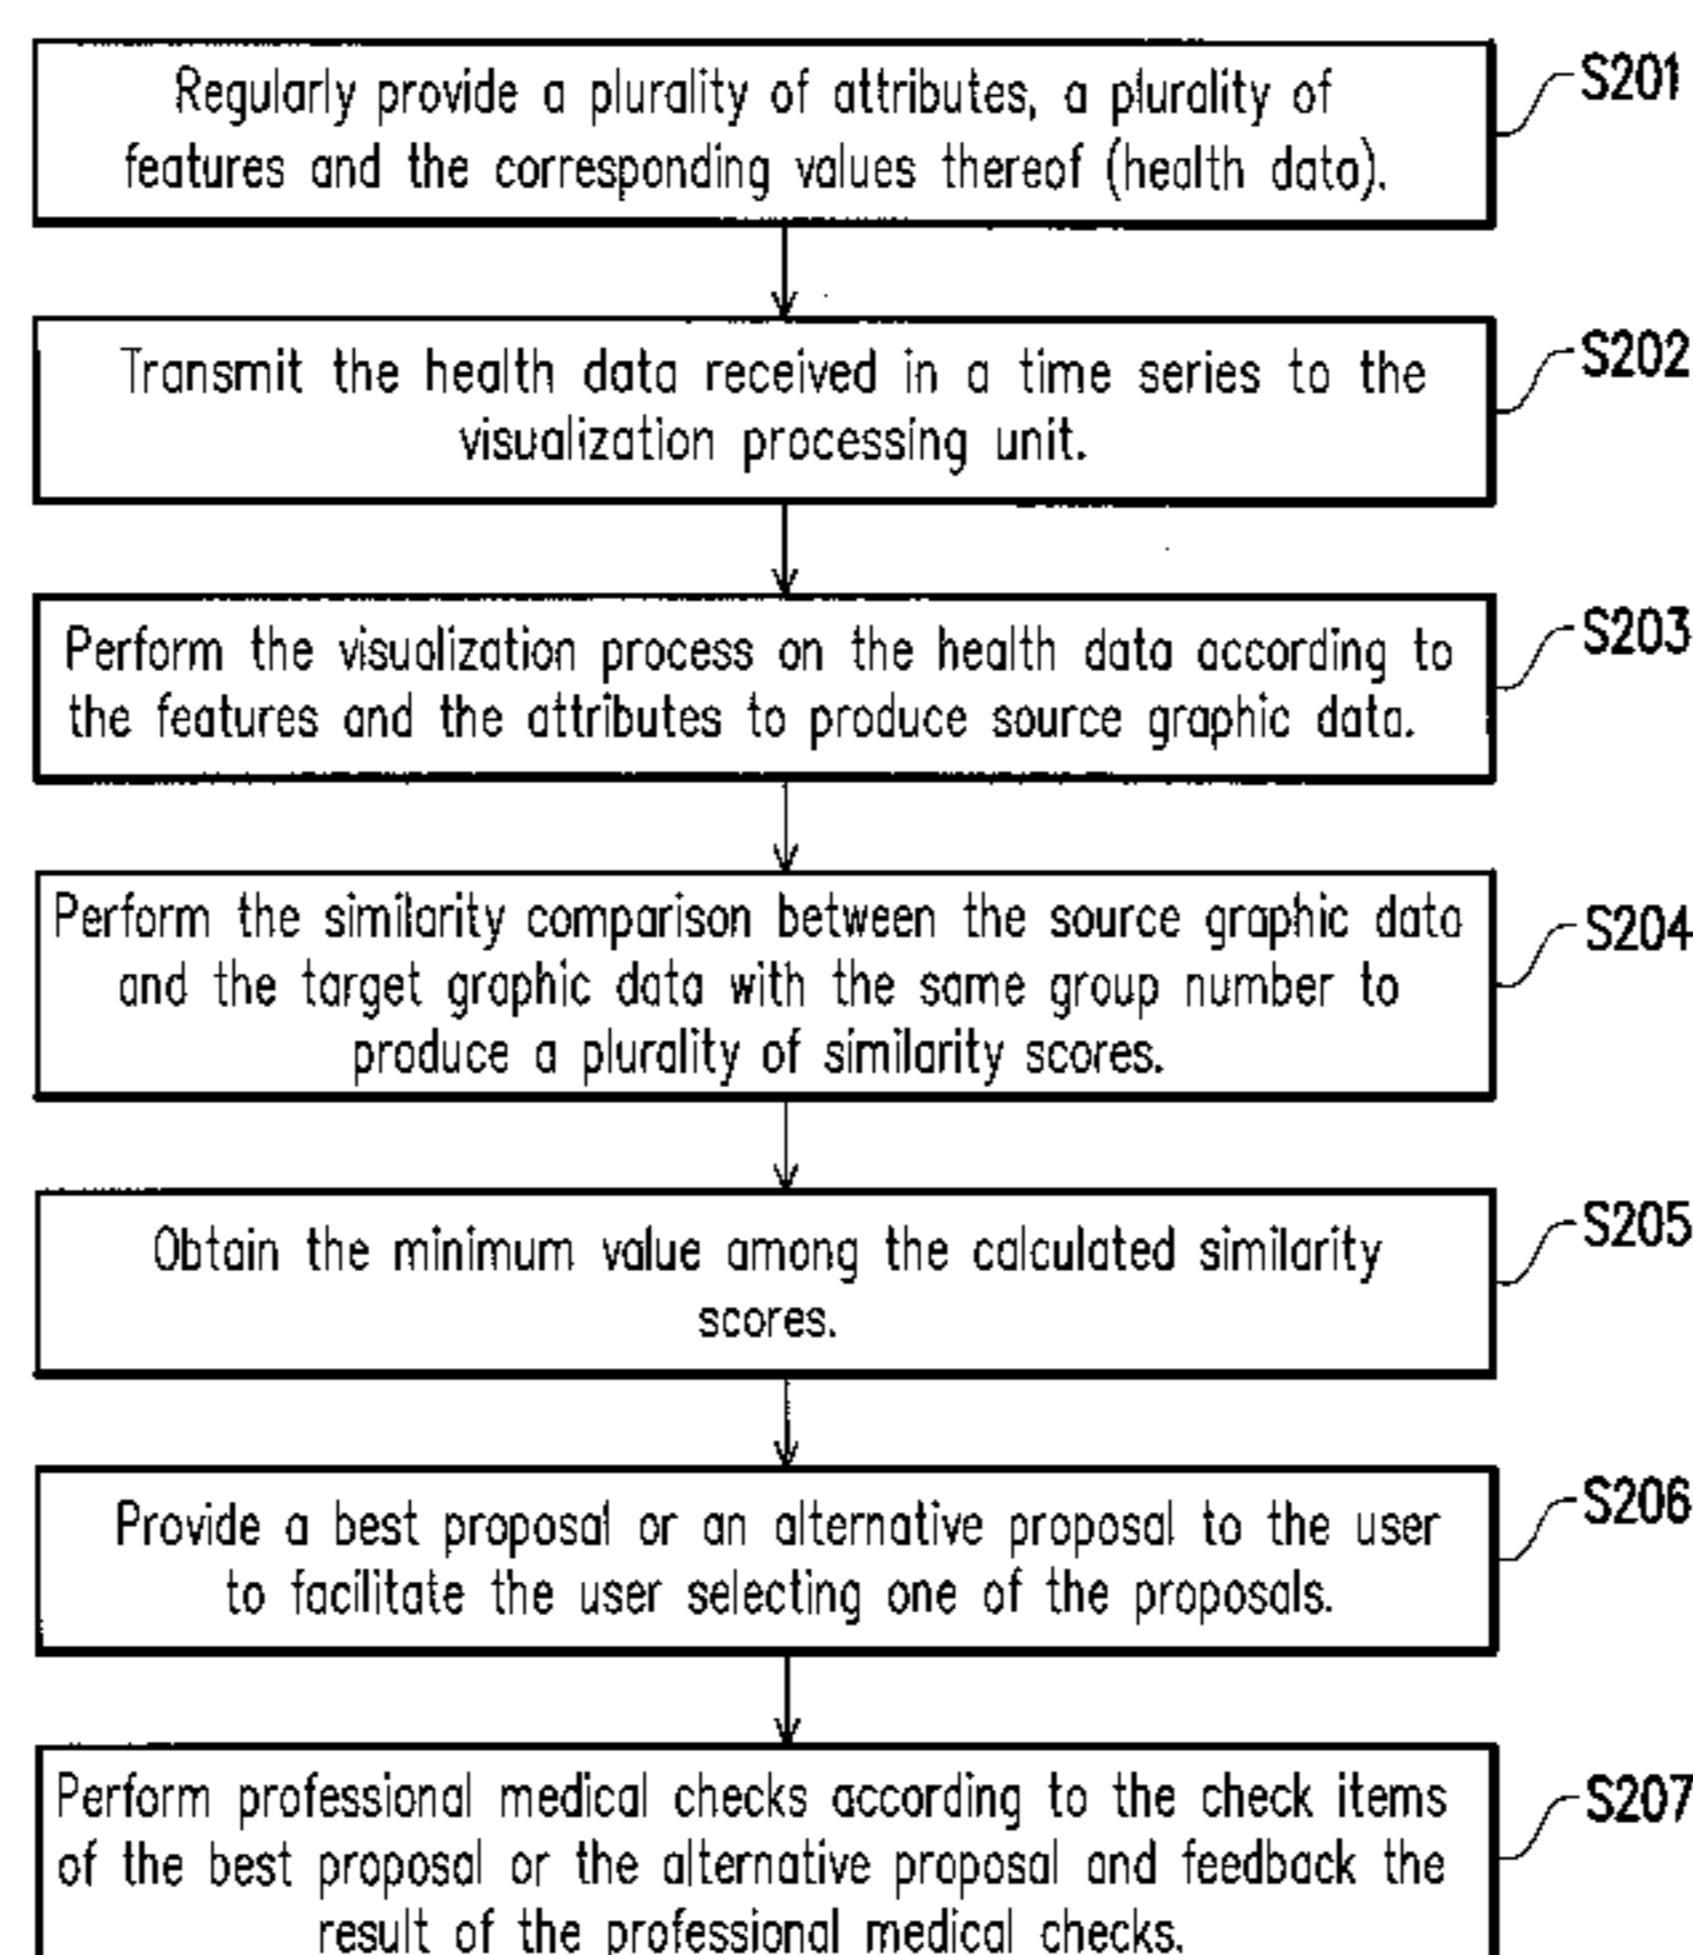 Regularly provide a plurality of attributes, a plurality of
features and the corresponding values thereof (health data).
S201
Transmit the health data received in a time series to the
visualization processing unit.
S202
Perform the visualization process on the health data according to
the features and the attributes to produce source graphic data.
S203
Perform the similarity comparison between the source graphic data
and the target graphic data with the same group number to
produce a plurality of similarity scores.
S204
Obtain the minimum value among the calculated similarity
scores.
S205
Provide a best proposal or an alternative proposal to the user
to facilitate the user selecting one of the proposals.
S206
Perform professional medical checks according to the check items
of the best proposal or the alternative proposal and feedback the
result of the professional medical checks.
S207